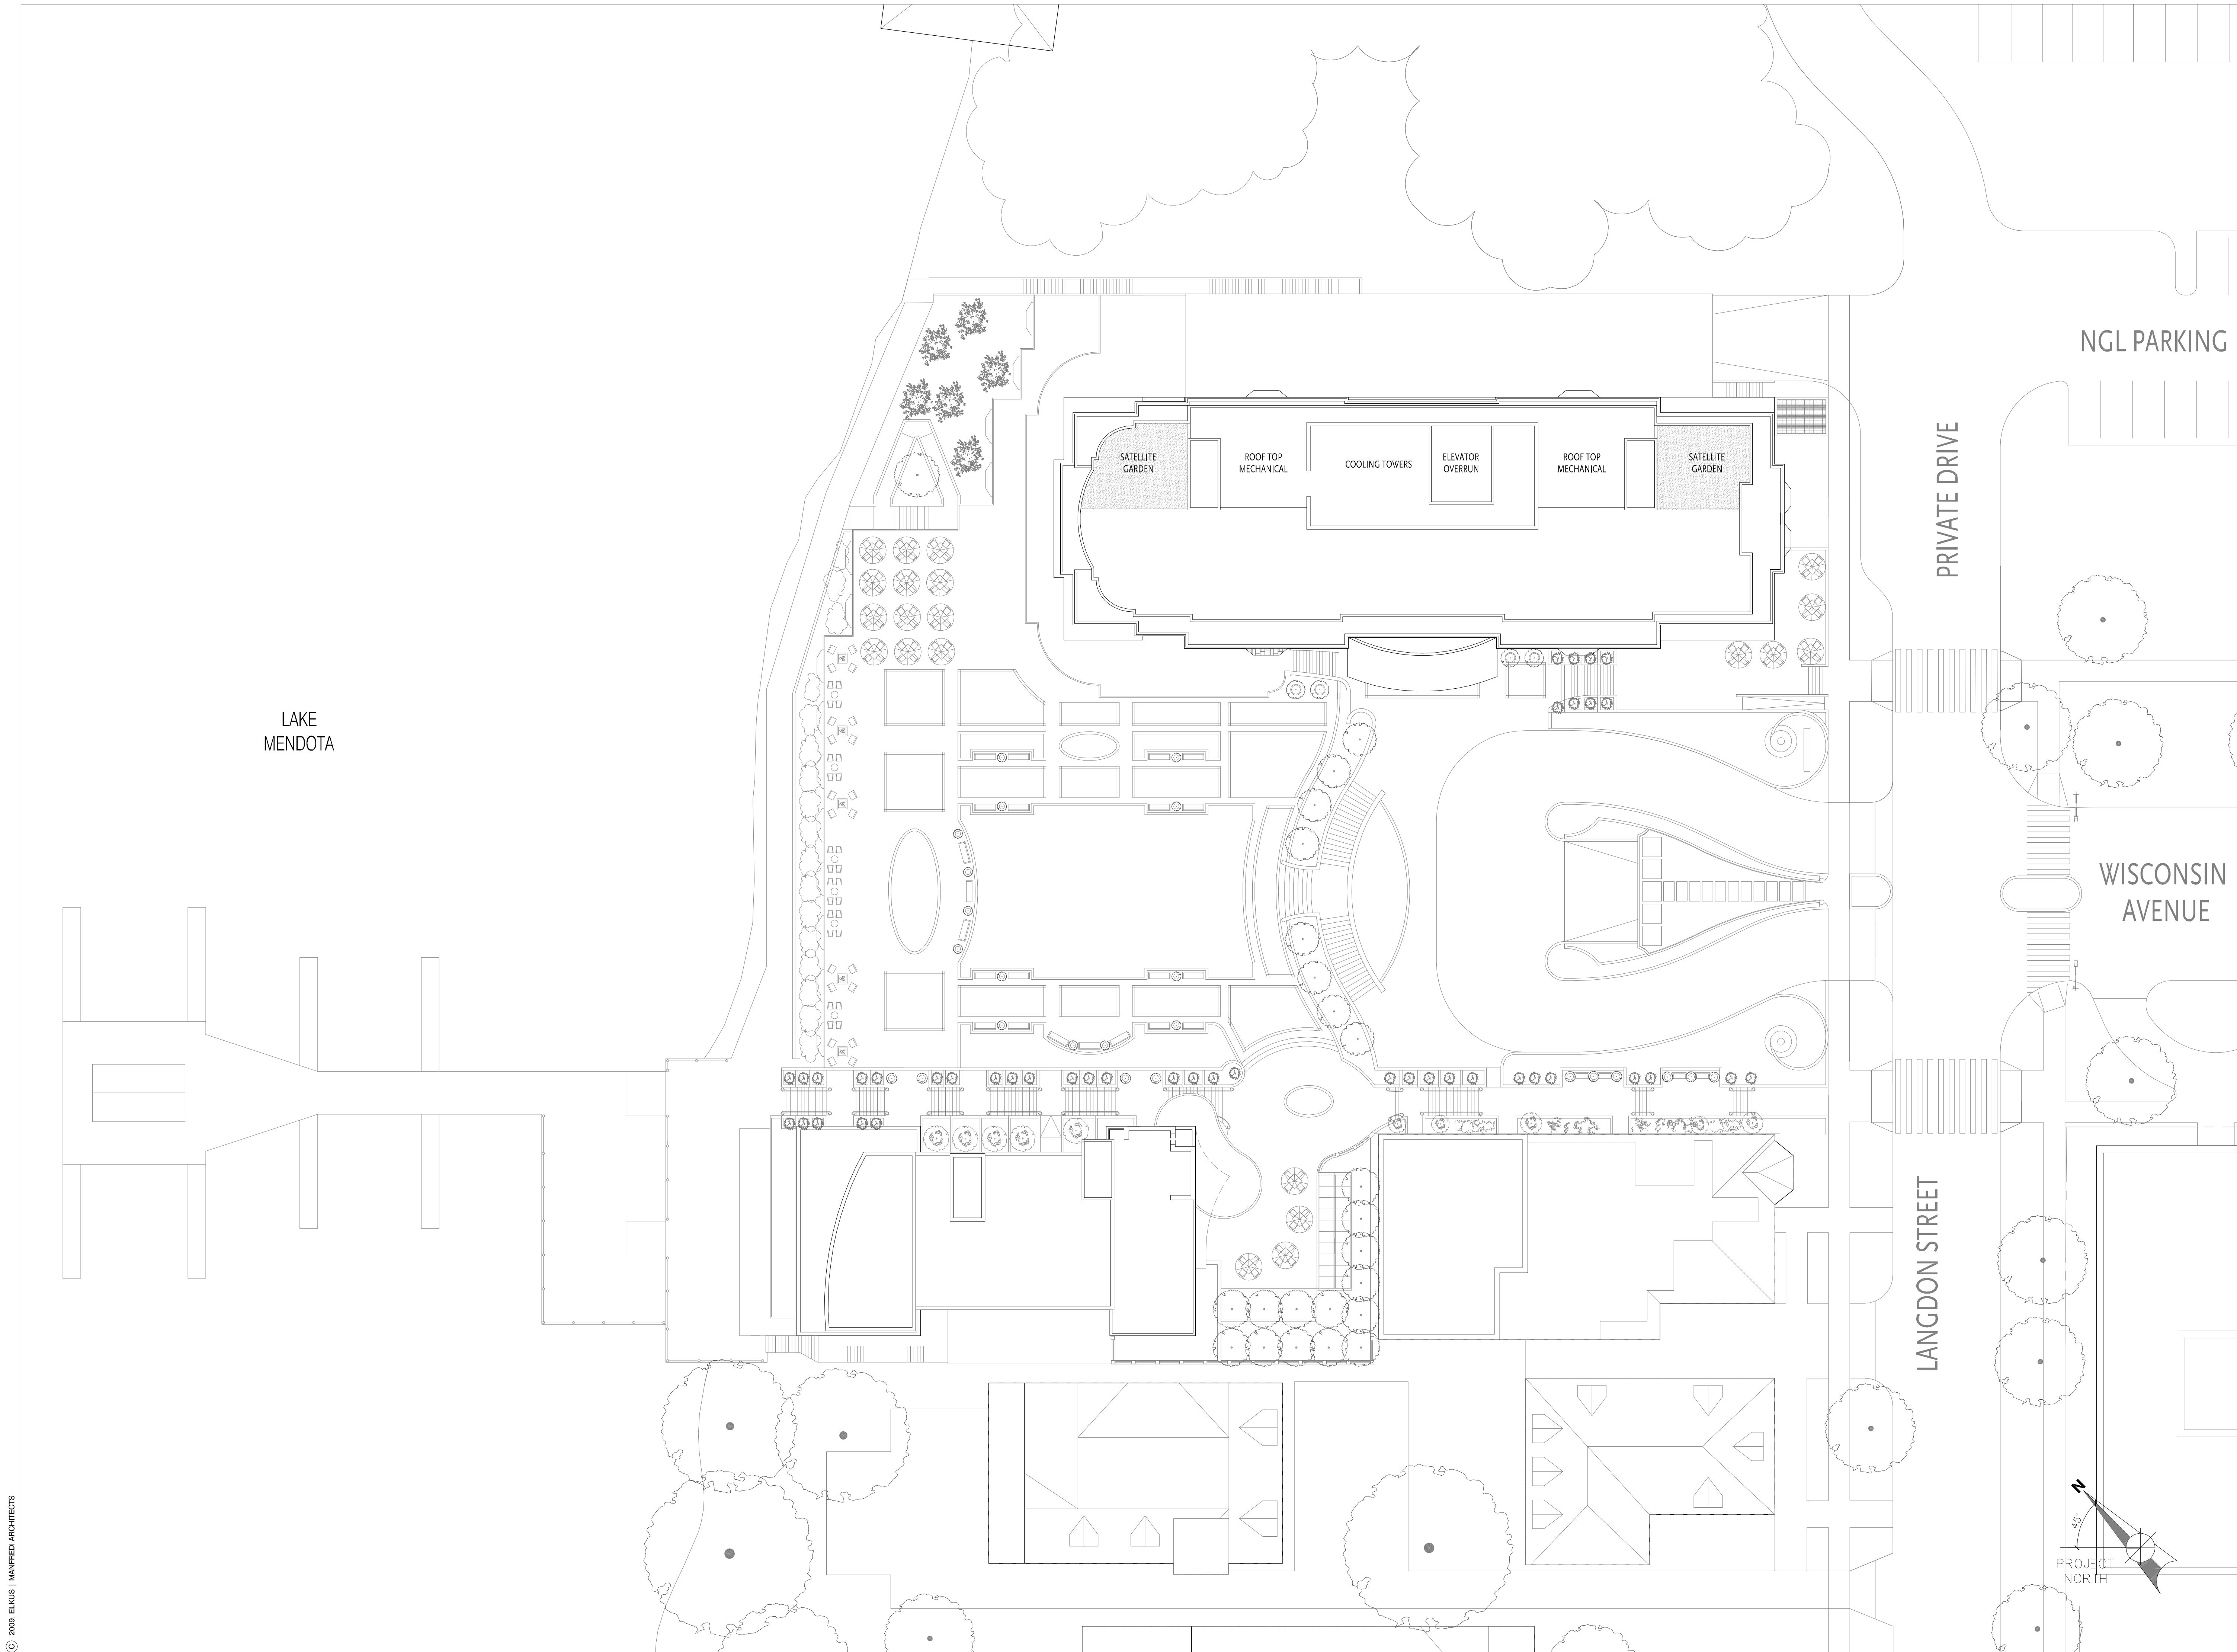 NGL PARKING
PRIVATE DRIVE
SATELLITE
GARDEN
ROOF TOP
MECHANICAL
COOLING TOWERS
ELEVATOR
OVERRUN
ROOF TOP
MECHANICAL
SATELLITE
GARDEN
LAKE
MENDOTA
WISCONSIN
AVENUE
LANGDON STREET
N
45°
PROJECT
NORTH
C 2009, ELKUS | MANFREDI ARCHITECTS